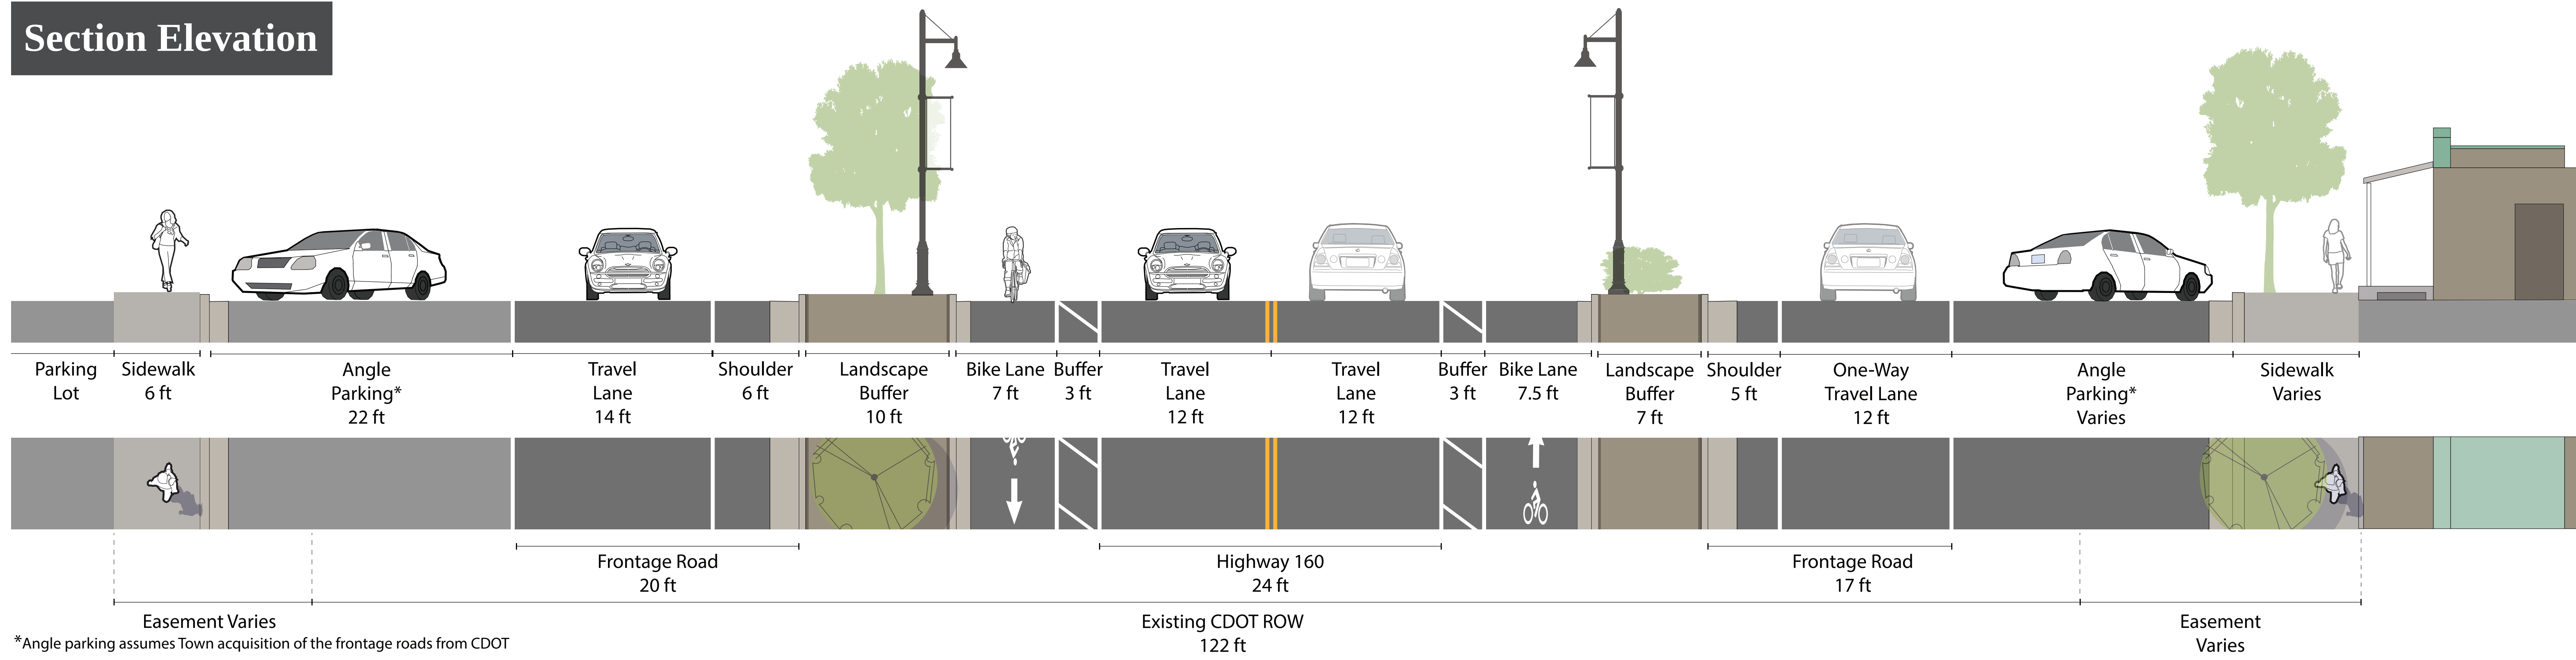 Section Elevation
Parking
Lot
Sidewalk
6 ft
Angle
Parking*
22 ft
Travel
Lane
14 ft
Shoulder
6 ft
Landscape
Buffer
10 ft
Bike Lane
7 ft
Buffer
3 ft
Travel
Lane
12 ft
Travel
Lane
12 ft
Buffer
3 ft
Bike Lane
7.5 ft
Landscape
Buffer
7 ft
Shoulder
5 ft
One-Way
Travel Lane
12 ft
Angle
Parking*
Varies
Sidewalk
Varies
Frontage Road
20 ft
Highway 160
24 ft
Frontage Road
17 ft
Easement Varies
Existing CDOT ROW
122 ft
Easement
Varies
*Angle parking assumes Town acquisition of the frontage roads from CDOT